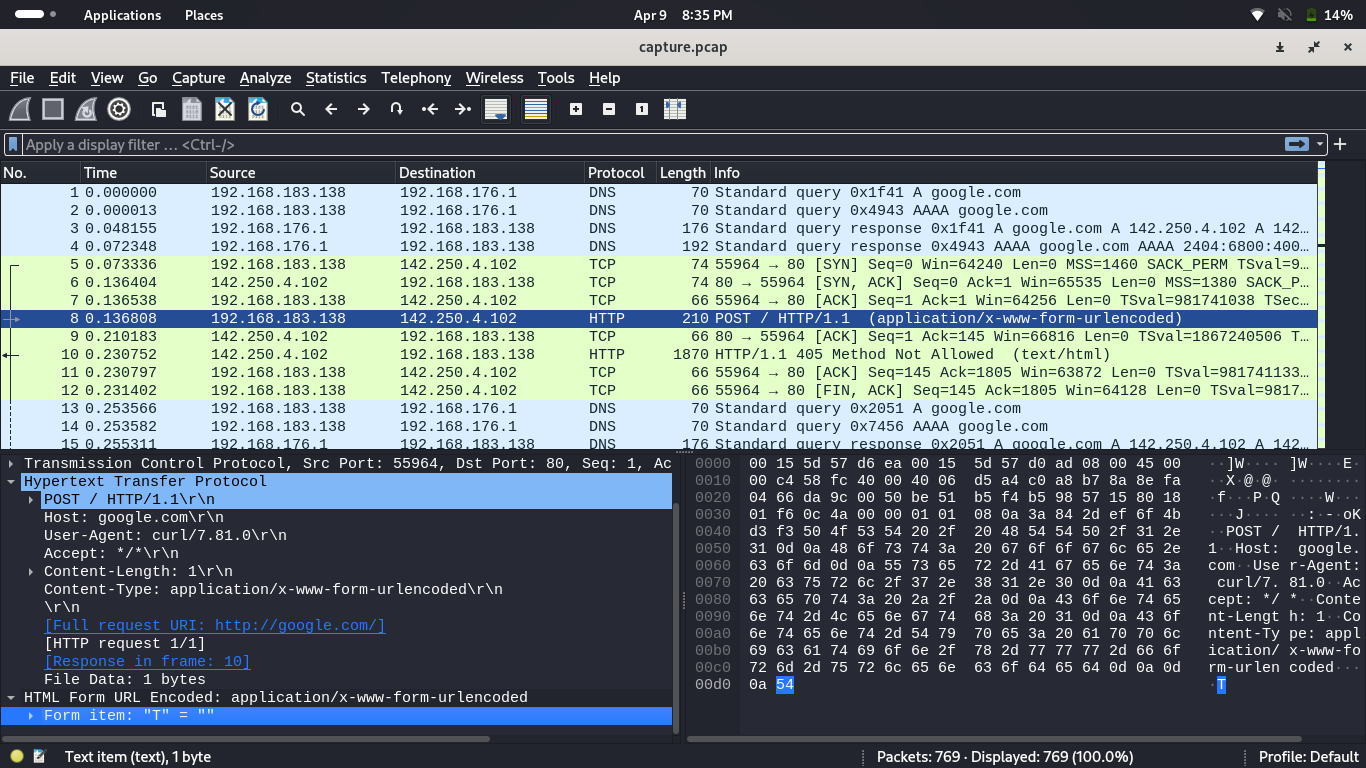 Applications Places Apr 9 8:35 PM 14%
capture.pcap
File Edit View Go Capture Analyze Statistics Telephony Wireless Tools Help
Apply a display filter … <Ctrl-/>
No. Time Source Destination Protocol Length Info
1 0.000000 192.168.183.138 192.168.176.1 DNS 70 Standard query 0x1f41 A google.com
2 0.000013 192.168.183.138 192.168.176.1 DNS 70 Standard query 0x4943 AAAA google.com
3 0.048155 192.168.176.1 192.168.183.138 DNS 176 Standard query response 0x1f41 A google.com A 142.250.4.102 A 142…
4 0.072348 192.168.176.1 192.168.183.138 DNS 192 Standard query response 0x4943 AAAA google.com AAAA 2404:6800:400…
5 0.073336 192.168.183.138 142.250.4.102 TCP 74 55964 → 80 [SYN] Seq=0 Win=64240 Len=0 MSS=1460 SACK_PERM TSval=9…
6 0.136404 142.250.4.102 192.168.183.138 TCP 74 80 → 55964 [SYN, ACK] Seq=0 Ack=1 Win=65535 Len=0 MSS=1380 SACK_P…
7 0.136538 192.168.183.138 142.250.4.102 TCP 66 55964 → 80 [ACK] Seq=1 Ack=1 Win=64256 Len=0 TSval=981741038 TSec…
8 0.136808 192.168.183.138 142.250.4.102 HTTP 210 POST / HTTP/1.1 (application/x-www-form-urlencoded)
9 0.210183 142.250.4.102 192.168.183.138 TCP 66 80 → 55964 [ACK] Seq=1 Ack=145 Win=66816 Len=0 TSval=1867240506 T…
10 0.230752 142.250.4.102 192.168.183.138 HTTP 1870 HTTP/1.1 405 Method Not Allowed (text/html)
11 0.230797 192.168.183.138 142.250.4.102 TCP 66 55964 → 80 [ACK] Seq=145 Ack=1805 Win=63872 Len=0 TSval=981741133…
12 0.231402 192.168.183.138 142.250.4.102 TCP 66 55964 → 80 [FIN, ACK] Seq=145 Ack=1805 Win=64128 Len=0 TSval=9817…
13 0.253566 192.168.183.138 192.168.176.1 DNS 70 Standard query 0x2051 A google.com
14 0.253582 192.168.183.138 192.168.176.1 DNS 70 Standard query 0x7456 AAAA google.com
15 0.255311 192.168.176.1 192.168.183.138 DNS 176 Standard query response 0x2051 A google.com A 142.250.4.102 A 142…
Transmission Control Protocol, Src Port: 55964, Dst Port: 80, Seq: 1, Ac
Hypertext Transfer Protocol
POST / HTTP/1.1\r\n
Host: google.com\r\n
User-Agent: curl/7.81.0\r\n
Accept: */*\r\n
Content-Length: 1\r\n
Content-Type: application/x-www-form-urlencoded\r\n
\r\n
[Full request URI: http://google.com/]
[HTTP request 1/1]
[Response in frame: 10]
File Data: 1 bytes
HTML Form URL Encoded: application/x-www-form-urlencoded
Form item: "T" = ""
0000 00 15 5d 57 d6 ea 00 15 5d 57 d0 ad 08 00 45 00 ··]W···· ]W····E·
0010 00 c4 58 fc 40 00 40 06 d5 a4 c0 a8 b7 8a 8e fa ··X·@·@· ········
0020 04 66 da 9c 00 50 be 51 b5 f4 b5 98 57 15 80 18 ·f···P·Q ····W···
0030 01 f6 0c 4a 00 00 01 01 08 0a 3a 84 2d ef 6f 4b ···J···· ··:·-·oK
0040 d3 f3 50 4f 53 54 20 2f 20 48 54 54 50 2f 31 2e ··POST / HTTP/1.
0050 31 0d 0a 48 6f 73 74 3a 20 67 6f 6f 67 6c 65 2e 1··Host: google.
0060 63 6f 6d 0d 0a 55 73 65 72 2d 41 67 65 6e 74 3a com··Use r-Agent:
0070 20 63 75 72 6c 2f 37 2e 38 31 2e 30 0d 0a 41 63 curl/7. 81.0··Ac
0080 63 65 70 74 3a 20 2a 2f 2a 0d 0a 43 6f 6e 74 65 cept: */ *··Conte
0090 6e 74 2d 4c 65 6e 67 74 68 3a 20 31 0d 0a 43 6f nt-Lengt h: 1··Co
00a0 6e 74 65 6e 74 2d 54 79 70 65 3a 20 61 70 70 6c ntent-Ty pe: appl
00b0 69 63 61 74 69 6f 6e 2f 78 2d 77 77 77 2d 66 6f ication/ x-www-fo
00c0 72 6d 2d 75 72 6c 65 6e 63 6f 64 65 64 0d 0a 0d rm-urlen coded···
00d0 0a 54 ·T
Text item (text), 1 byte Packets: 769 · Displayed: 769 (100.0%) Profile: Default